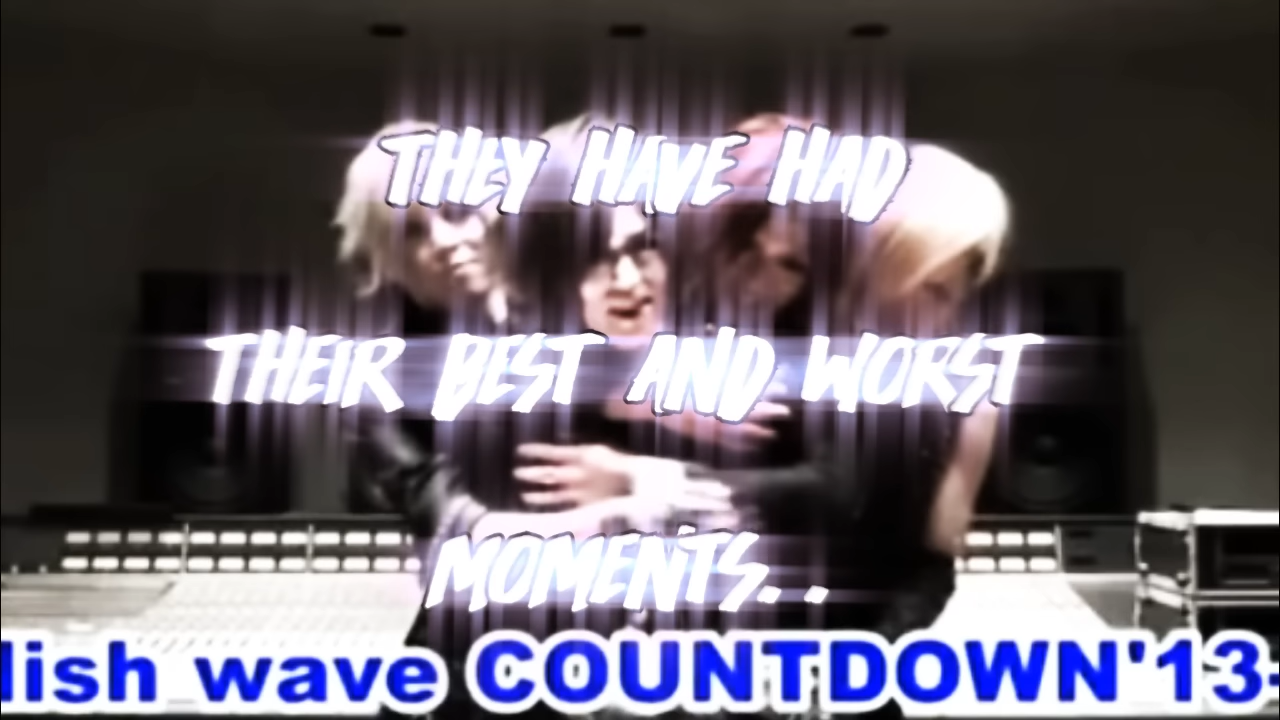 THEY HAVE HAD
THEIR BEST AND WORST
MOMENTS. .
lish wave COUNTDOWN'13-